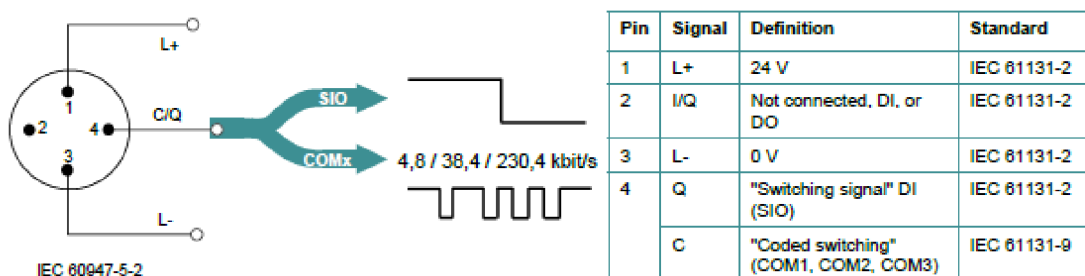 L+
1
2
C/Q
4
3
L-
IEC 60947-5-2
SIO
COMx
4,8 / 38,4 / 230,4 kbit/s
Pin Signal Definition Standard
1 L+ 24 V IEC 61131-2
2 I/Q Not connected, DI, or IEC 61131-2
DO
3 L- 0 V IEC 61131-2
4 Q "Switching signal" DI IEC 61131-2
(SIO)
C "Coded switching" IEC 61131-9
(COM1, COM2, COM3)